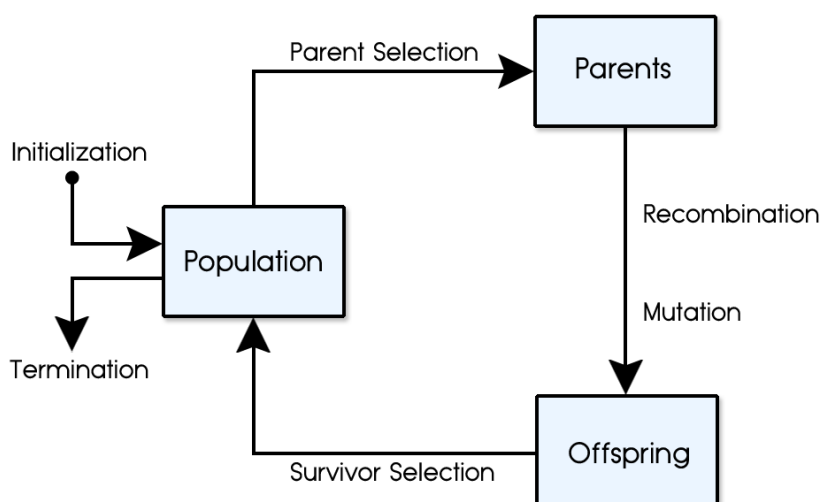 Parent Selection
Parents
Initialization
Recombination
Population
Mutation
Termination
Offspring
Survivor Selection